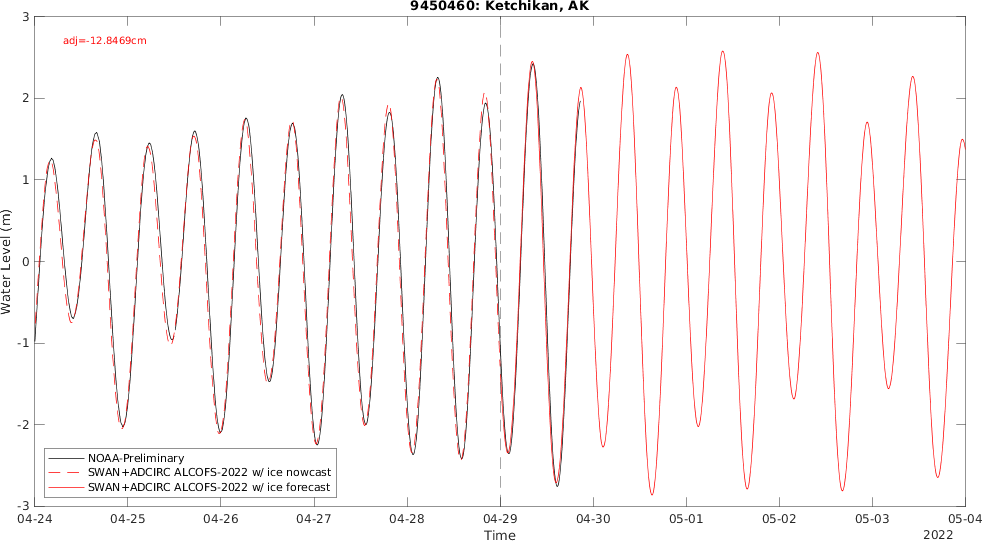 9450460: Ketchikan, AK
adj=-12.8469cm
3
2
1
0
-1
-2
-3
Water Level (m)
NOAA-Preliminary
SWAN+ADCIRC ALCOFS-2022 w/ ice nowcast
SWAN+ADCIRC ALCOFS-2022 w/ ice forecast
04-24 04-25 04-26 04-27 04-28 04-29 04-30 05-01 05-02 05-03 05-04
Time
2022